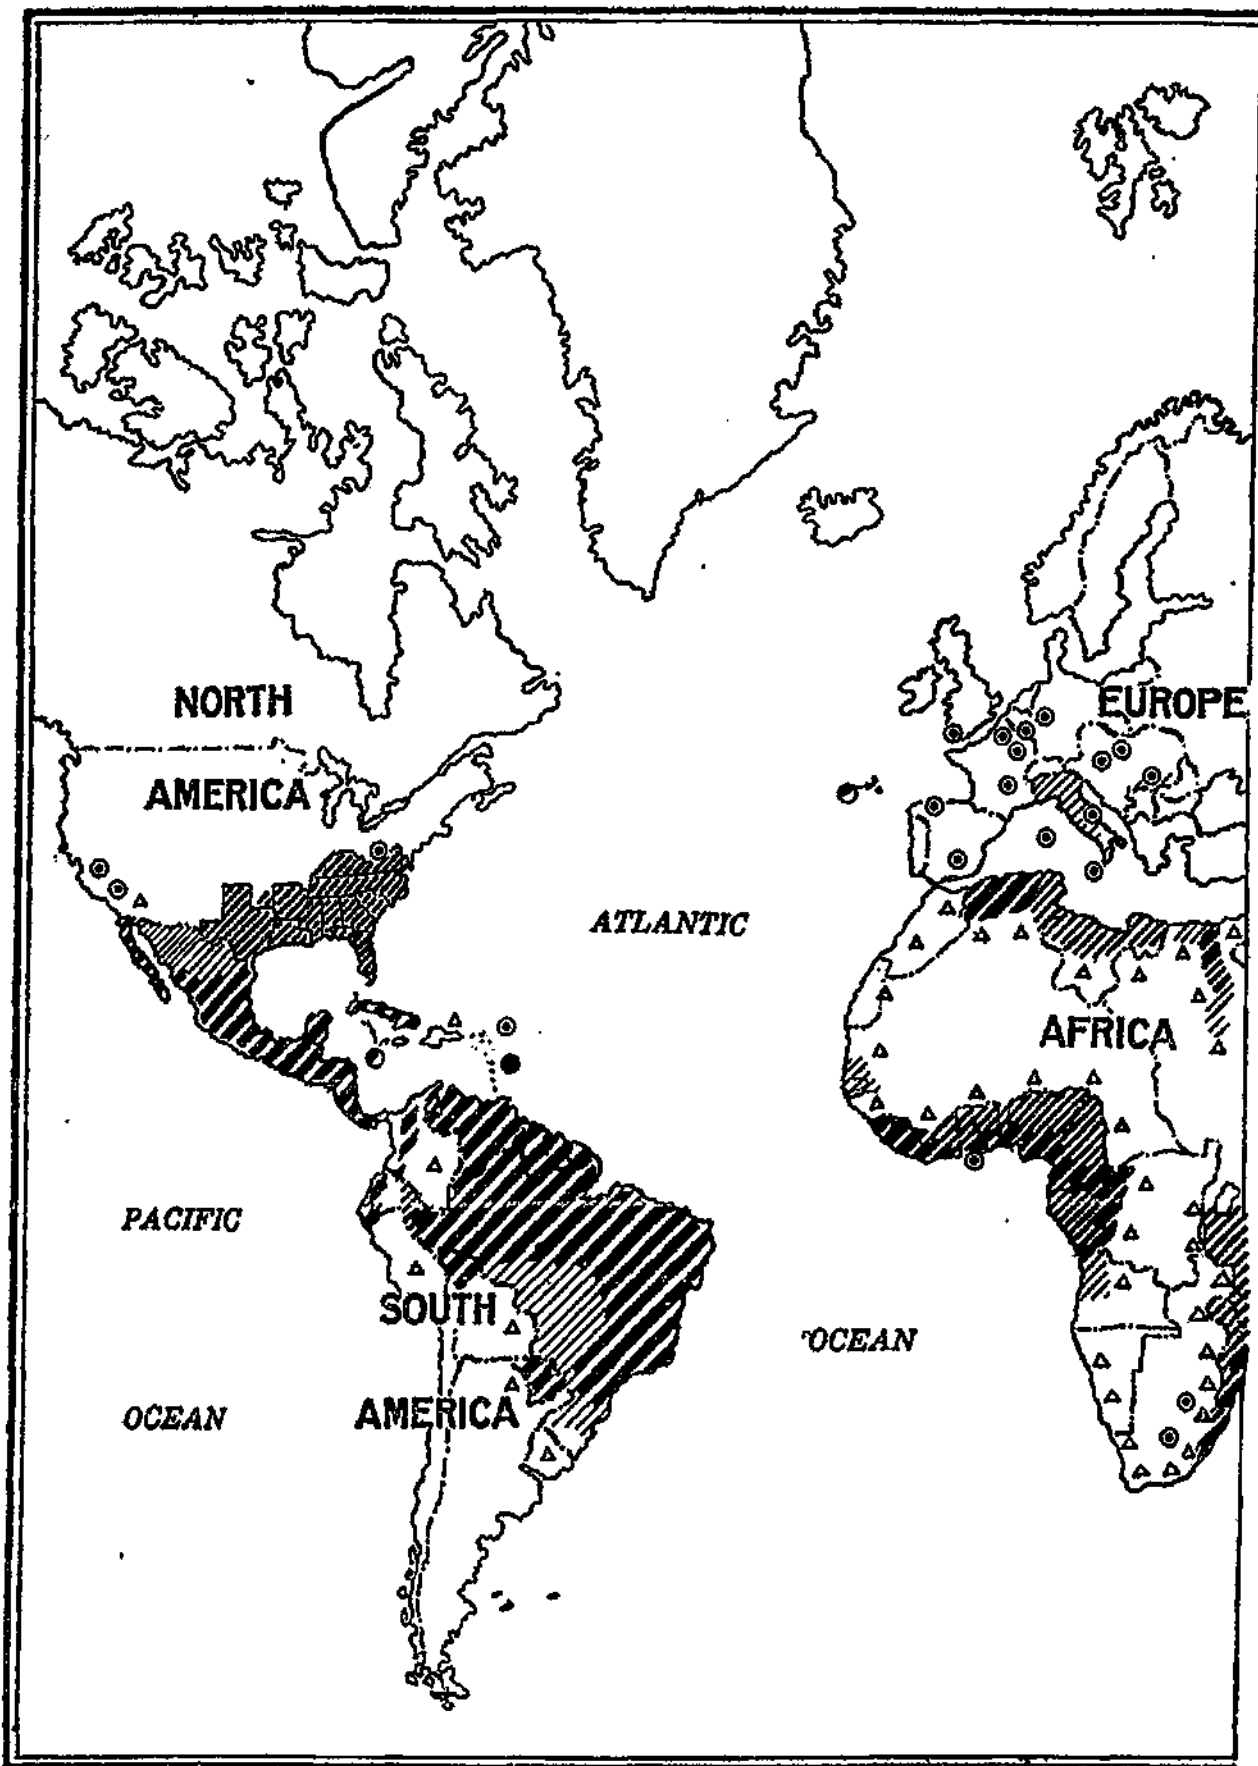 NORTH
AMERICA
EUROPE
ATLANTIC
AFRICA
PACIFIC
SOUTH
OCEAN
OCEAN
AMERICA